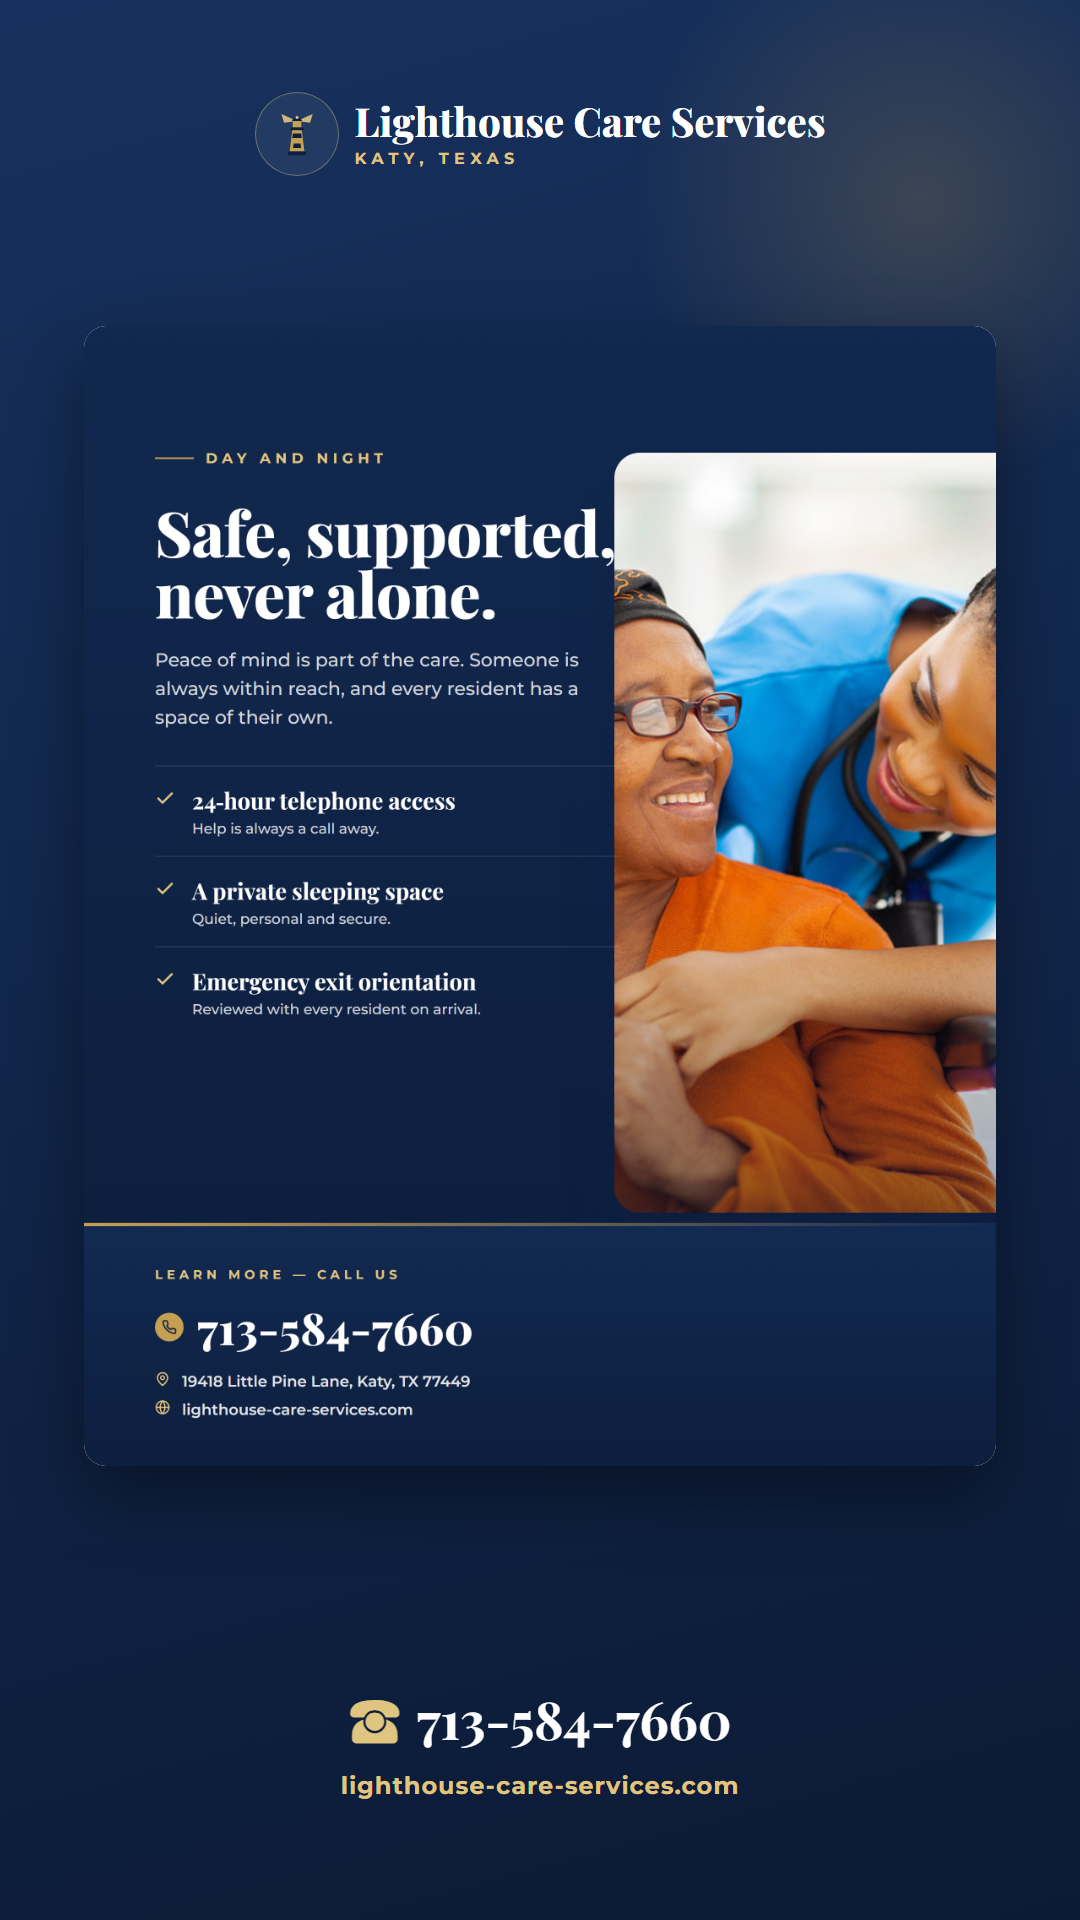 Lighthouse Care Services
KATY, TEXAS
DAY AND NIGHT
Safe, supported,
never alone.
Peace of mind is part of the care. Someone is
always within reach, and every resident has a
space of their own.
24-hour telephone access
Help is always a call away.
A private sleeping space
Quiet, personal and secure.
Emergency exit orientation
Reviewed with every resident on arrival.
LEARN MORE — CALL US
713-584-7660
19418 Little Pine Lane, Katy, TX 77449
lighthouse-care-services.com
713-584-7660
lighthouse-care-services.com